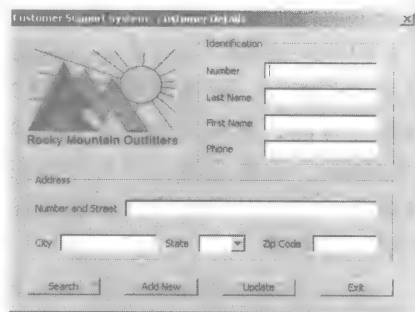 Customer Support System: Customer Details
Identification
Number
Last Name
First Name
Phone
Rocky Mountain Outfitters
Address
Number and Street
City
State
Zip Code
Search
Add New
Update
Exit